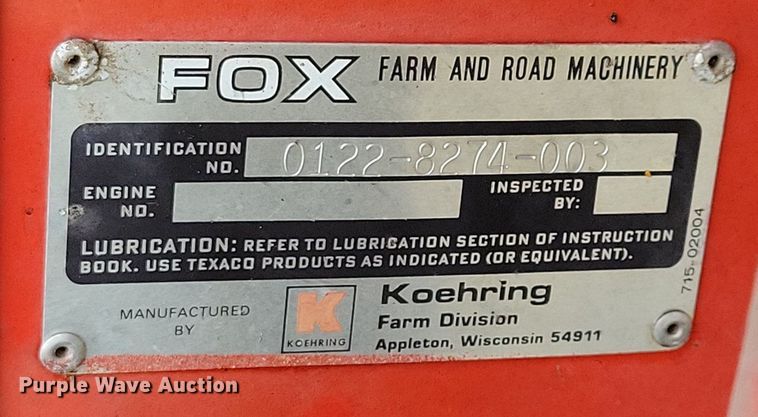 FOX FARM AND ROAD MACHINERY
IDENTIFICATION NO. 0122-8274-003
ENGINE NO.
INSPECTED BY:
LUBRICATION: REFER TO LUBRICATION SECTION OF INSTRUCTION
BOOK. USE TEXACO PRODUCTS AS INDICATED (OR EQUIVALENT).
715-02004
MANUFACTURED
BY
K
KOEHRING
Koehring
Farm Division
Appleton, Wisconsin 54911
Purple Wave Auction